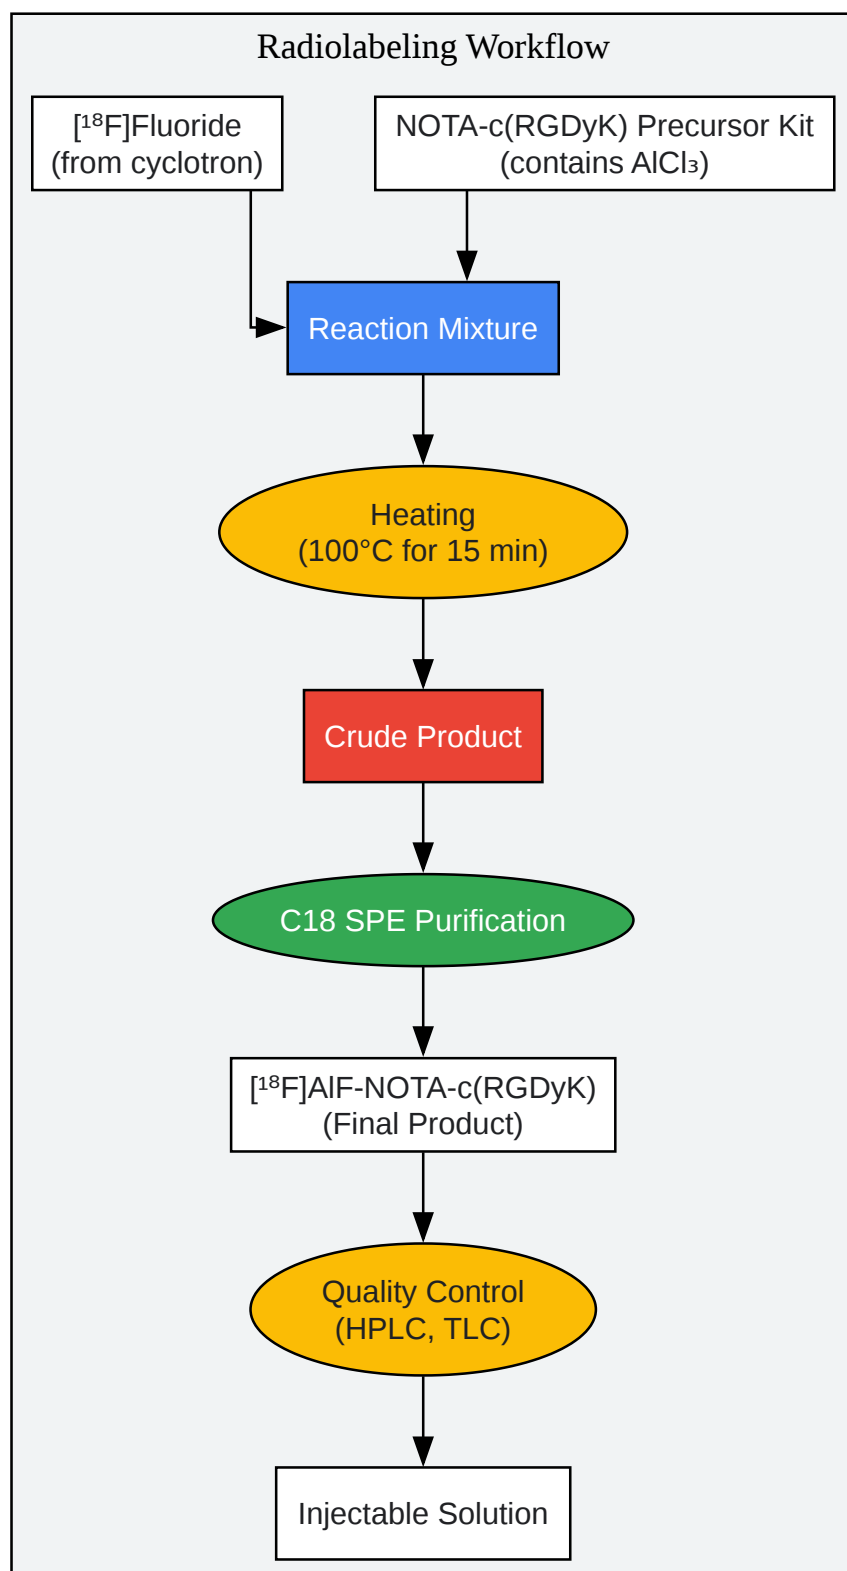 Radiolabeling Workflow
[¹⁸F]Fluoride
(from cyclotron)
NOTA-c(RGDyK) Precursor Kit
(contains AlCl₃)
Reaction Mixture
Heating
(100°C for 15 min)
Crude Product
C18 SPE Purification
[¹⁸F]AlF-NOTA-c(RGDyK)
(Final Product)
Quality Control
(HPLC, TLC)
Injectable Solution